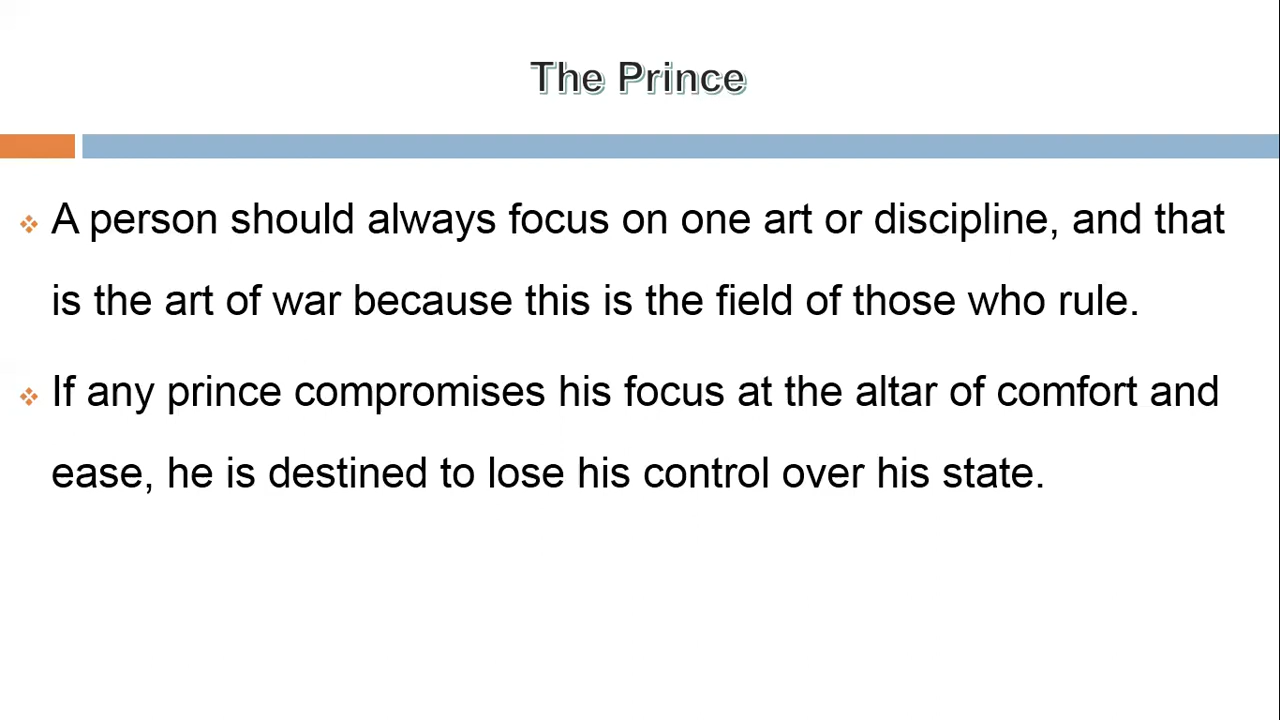 The Prince
A person should always focus on one art or discipline, and that
is the art of war because this is the field of those who rule.
If any prince compromises his focus at the altar of comfort and
ease, he is destined to lose his control over his state.